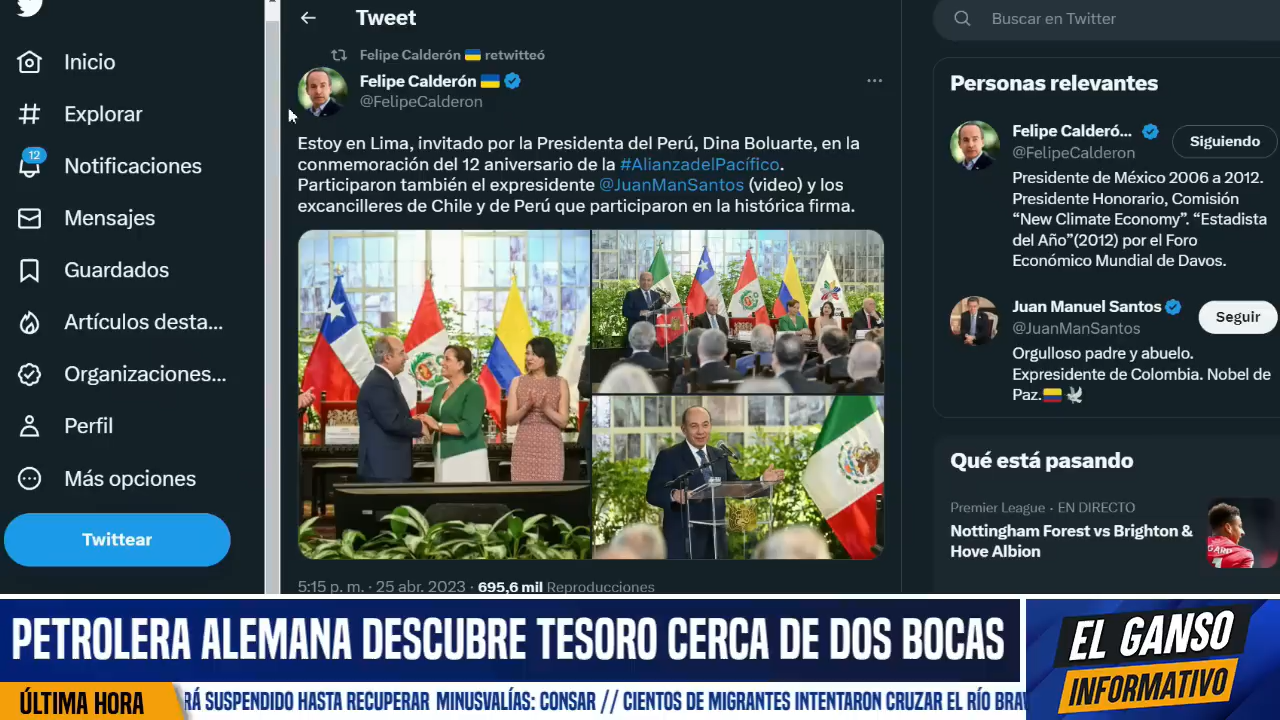 Inicio
Explorar
12
Notificaciones
Mensajes
Guardados
Artículos desta...
Organizaciones...
Perfil
Más opciones
Twittear
Tweet
Felipe Calderón 🇺🇦 retwitteó
Felipe Calderón 🇺🇦
@FelipeCalderon
Estoy en Lima, invitado por la Presidenta del Perú, Dina Boluarte, en la
conmemoración del 12 aniversario de la #AlianzadelPacífico.
Participaron también el expresidente @JuanManSantos (video) y los
excancilleres de Chile y de Perú que participaron en la histórica firma.
5:15 p. m. · 25 abr. 2023 · 695,6 mil Reproducciones
Buscar en Twitter
Personas relevantes
Felipe Calderó...
@FelipeCalderon
Siguiendo
Presidente de México 2006 a 2012.
Presidente Honorario, Comisión
“New Climate Economy”. “Estadista
del Año”(2012) por el Foro
Económico Mundial de Davos.
Juan Manuel Santos
@JuanManSantos
Seguir
Orgulloso padre y abuelo.
Expresidente de Colombia. Nobel de
Paz.🇨🇴🕊
Qué está pasando
Premier League · EN DIRECTO
Nottingham Forest vs Brighton &
Hove Albion
PETROLERA ALEMANA DESCUBRE TESORO CERCA DE DOS BOCAS
EL GANSO
INFORMATIVO
ÚLTIMA HORA
RÁ SUSPENDIDO HASTA RECUPERAR MINUSVALÍAS: CONSAR // CIENTOS DE MIGRANTES INTENTARON CRUZAR EL RÍO BRAV